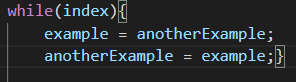 while(index){
    example = anotherExample;
    anotherExample = example;}